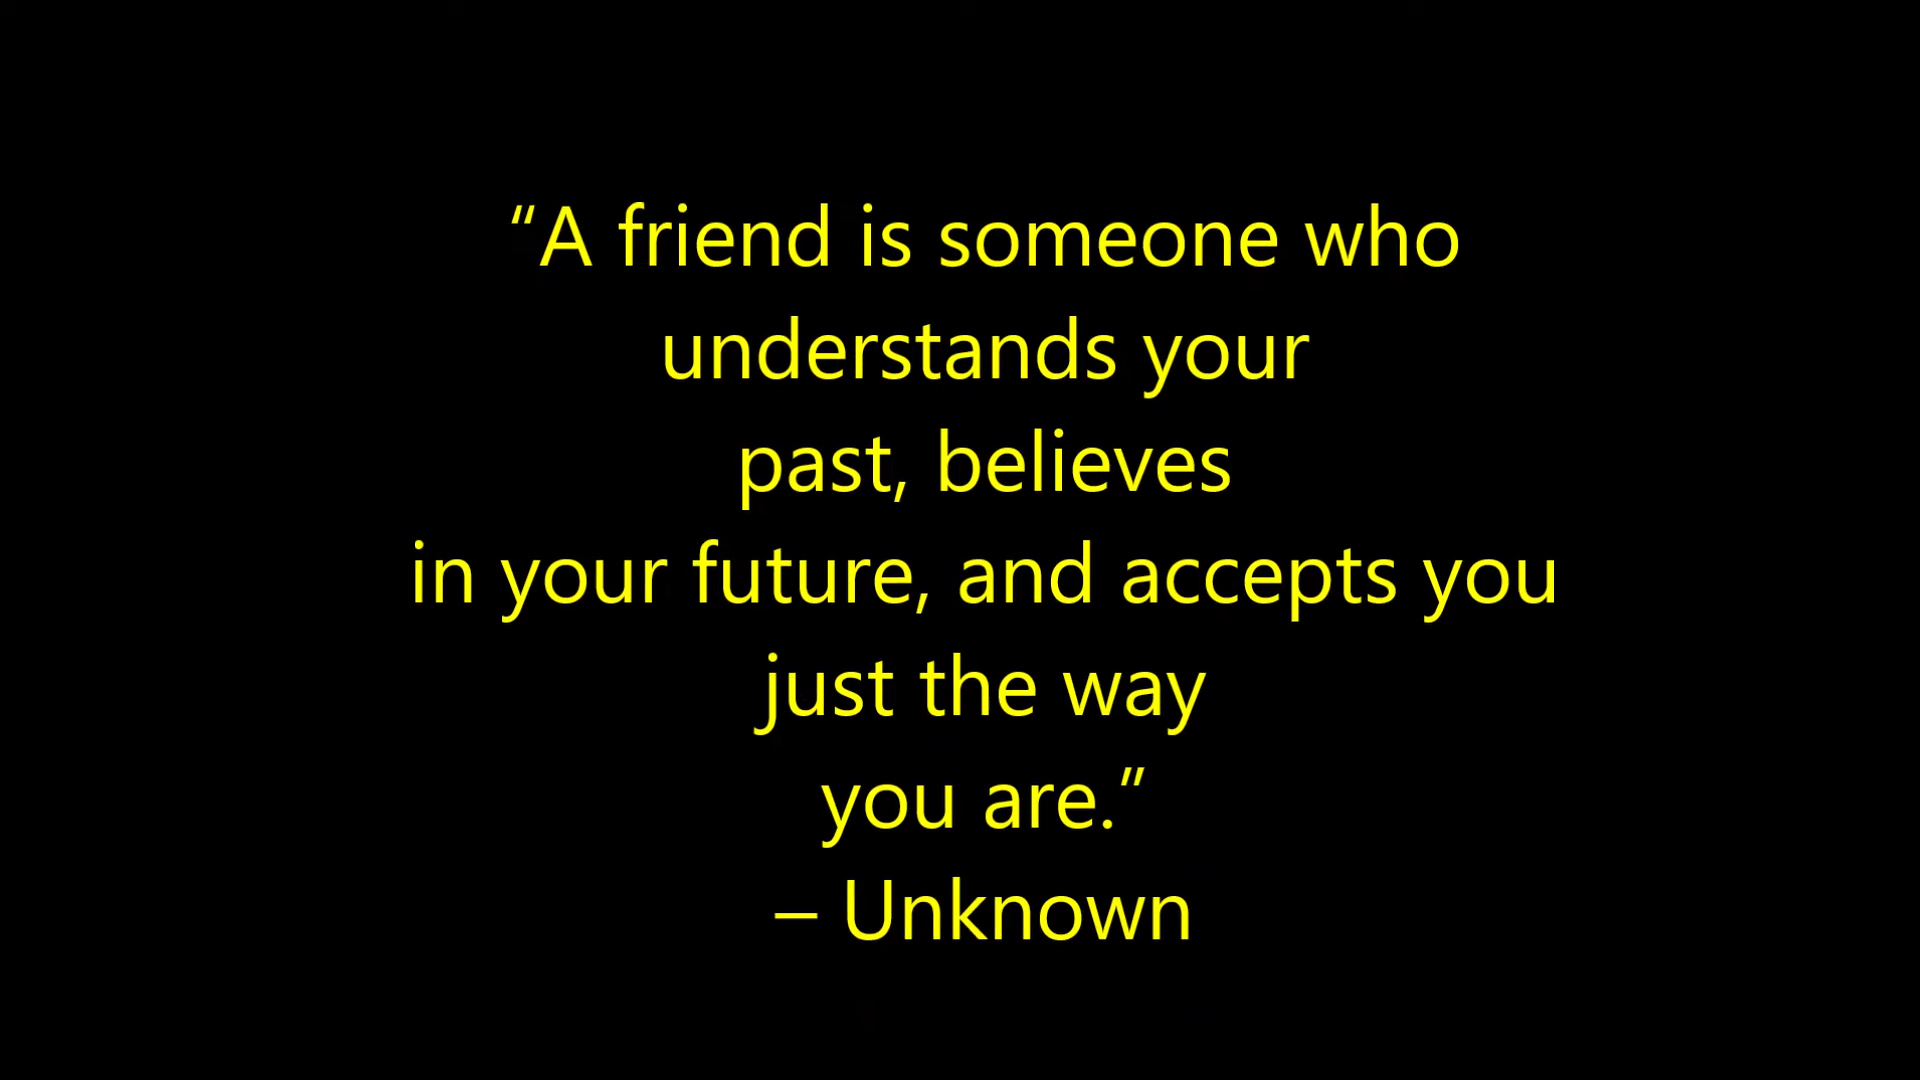 “A friend is someone who
understands your
past, believes
in your future, and accepts you
just the way
you are.”
– Unknown